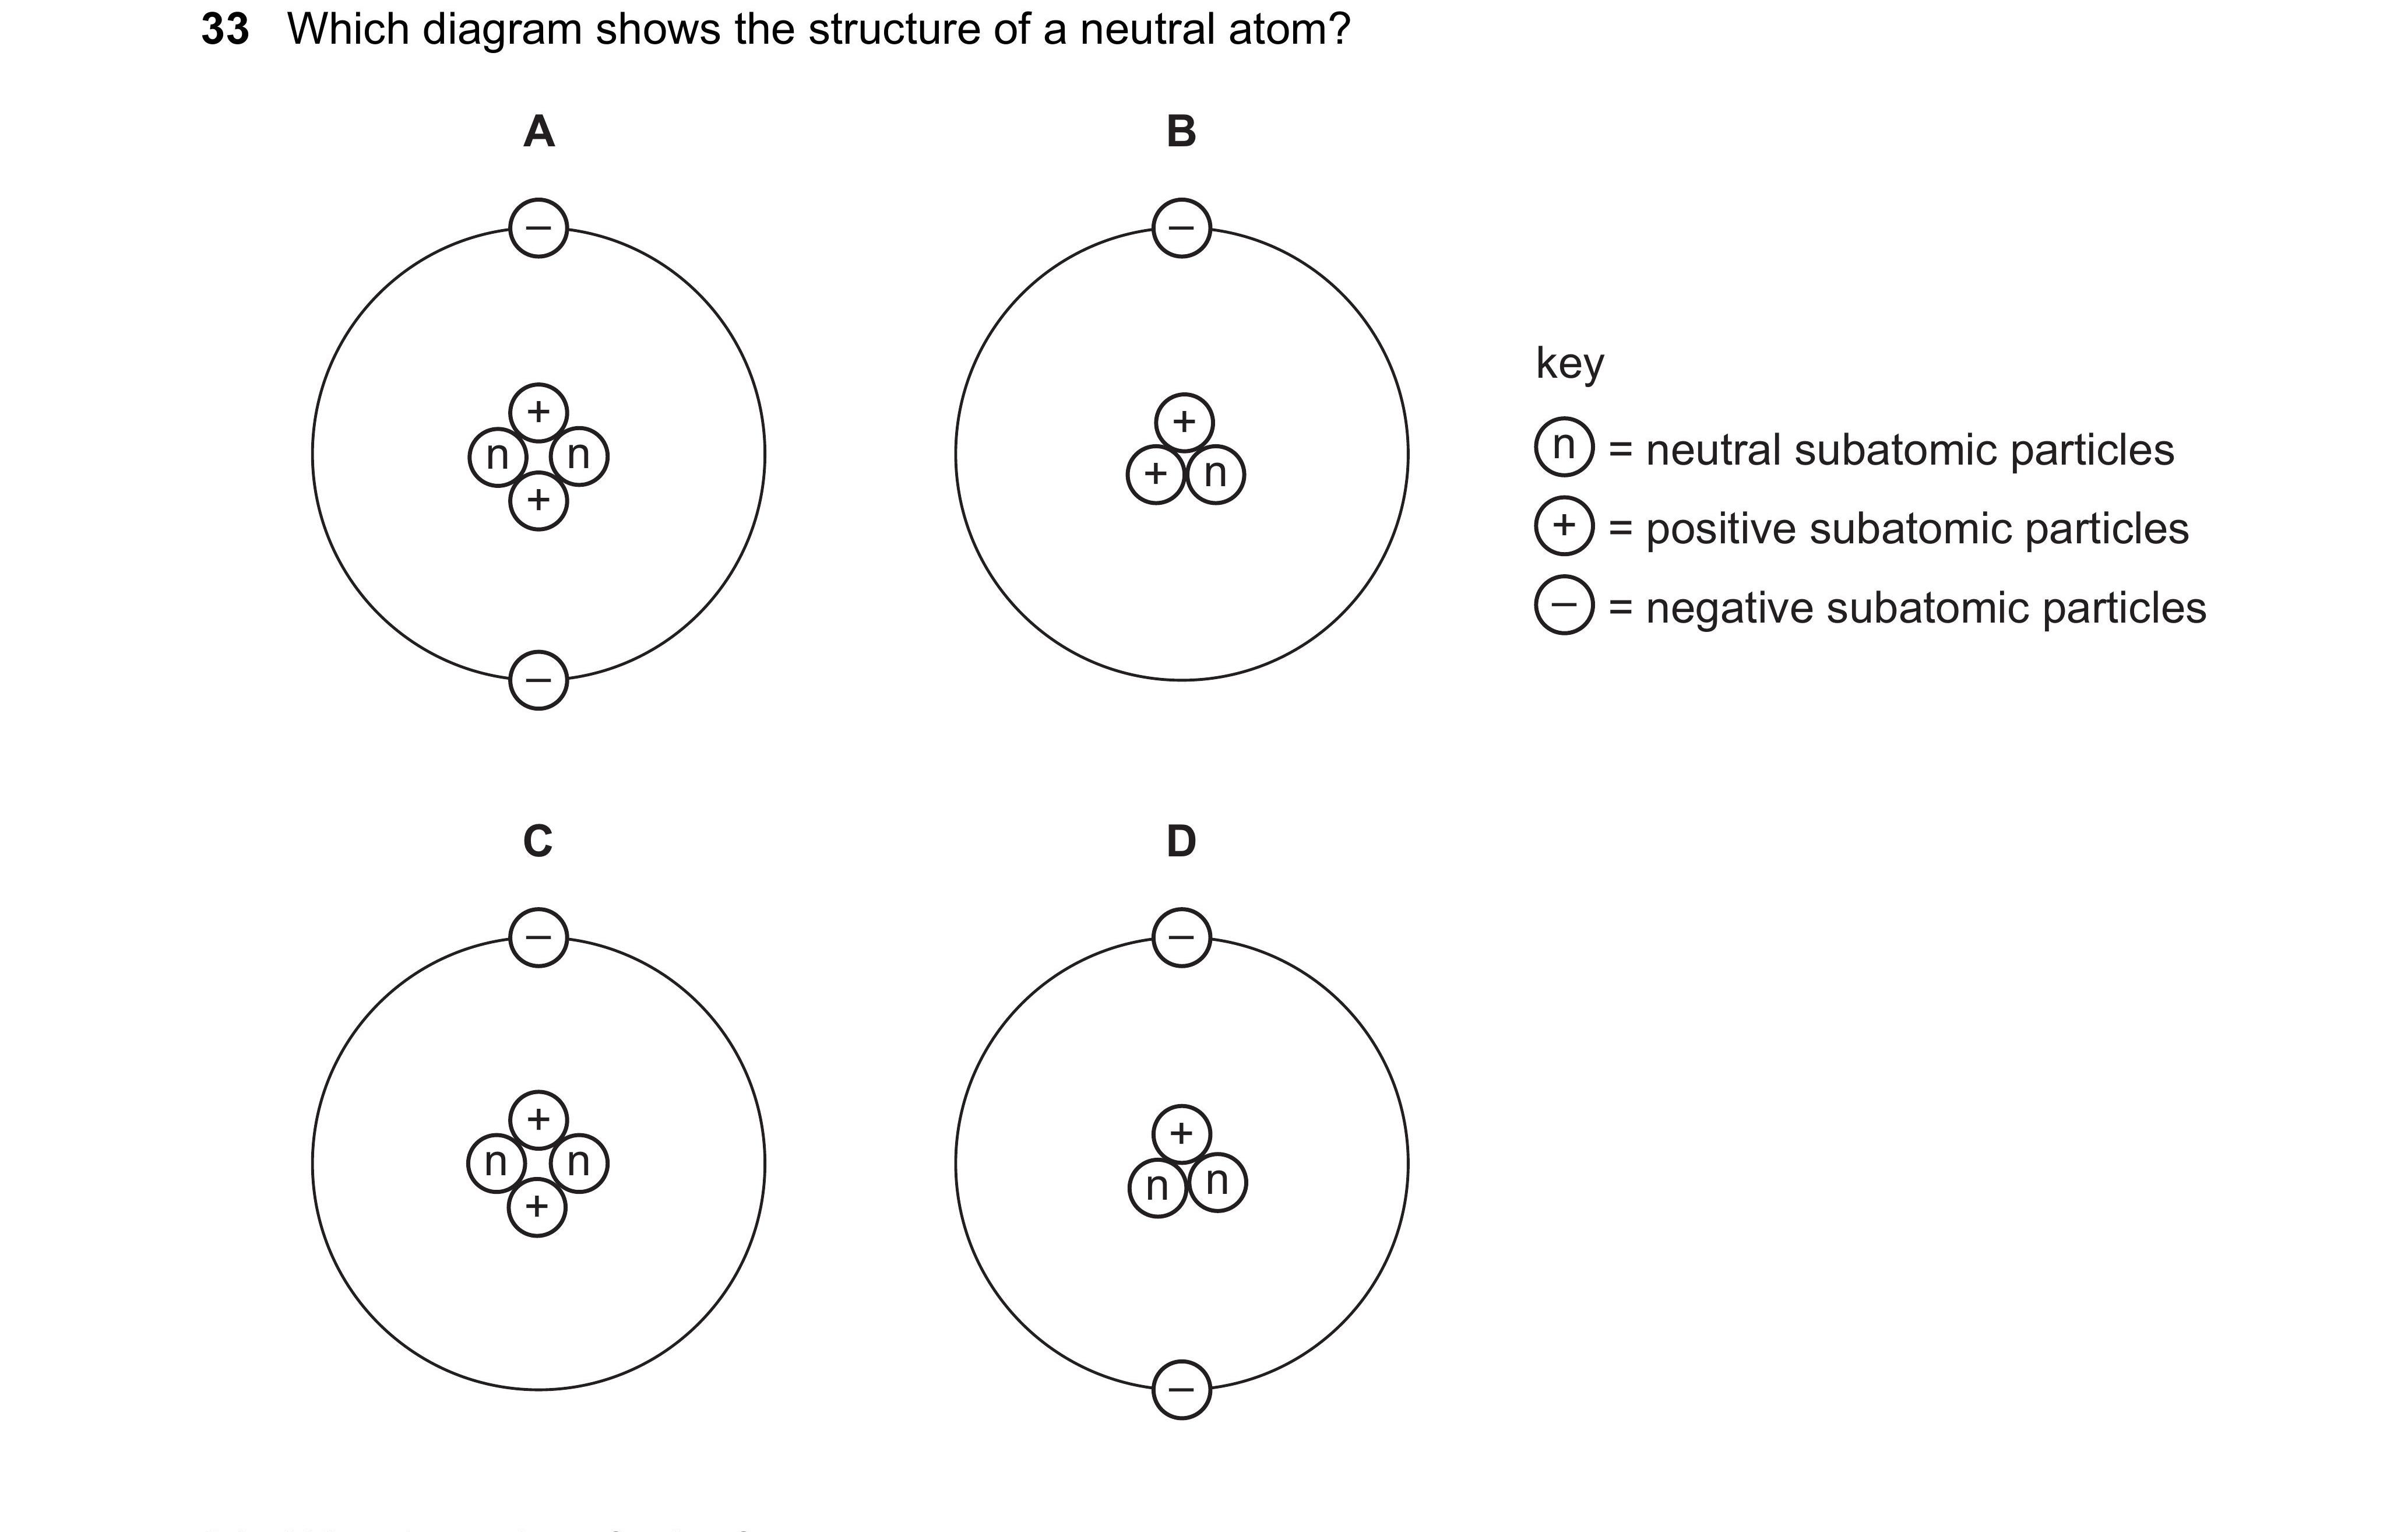 33 Which diagram shows the structure of a neutral atom?
A
B
−
−
+
n
n
+
−
+
+
n
key
n = neutral subatomic particles
+ = positive subatomic particles
− = negative subatomic particles
C
D
−
−
+
n
n
+
+
n
n
−